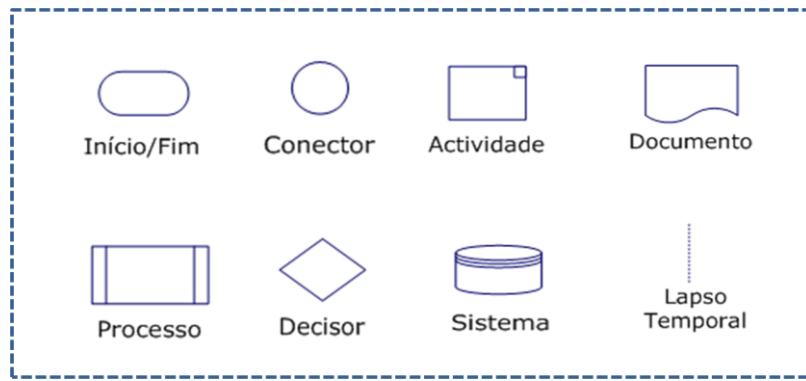 Início/Fim
Conector
Actividade
Documento
Processo
Decisor
Sistema
Lapso
Temporal